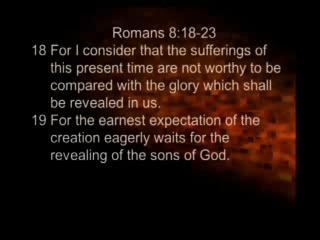 Romans 8:18-23
18 For I consider that the sufferings of
this present time are not worthy to be
compared with the glory which shall
be revealed in us.
19 For the earnest expectation of the
creation eagerly waits for the
revealing of the sons of God.